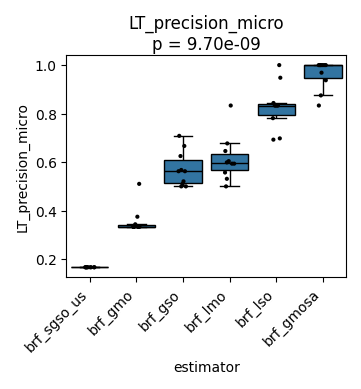 LT_precision_micro
p = 9.70e-09
LT_precision_micro
1.0
0.8
0.6
0.4
0.2
brf_sgso_us
brf_gmo
brf_gso
brf_lmo
brf_lso
brf_gmosa
estimator